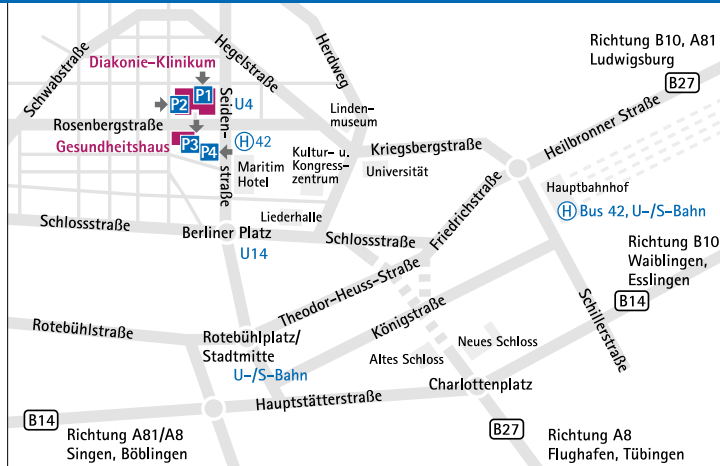 Richtung B10, A81
Ludwigsburg
B27
Hegelstraße
Herdweg
Schwabstraße
Diakonie-Klinikum
P1
P2
U4
Seiden-
straße
Linden-
museum
Heilbronner Straße
Rosenbergstraße
Gesundheitshaus
P3
P4
H 42
Maritim
Hotel
Kultur- u.
Kongress-
zentrum
Kriegsbergstraße
Universität
Friedrichstraße
Hauptbahnhof
H Bus 42, U-/S-Bahn
Liederhalle
Schlossstraße
Berliner Platz
U14
Schlossstraße
Richtung B10
Waiblingen,
Esslingen
B14
Theodor-Heuss-Straße
Königstraße
Schillerstraße
Rotebühlstraße
Rotebühlplatz/
Stadtmitte
U-/S-Bahn
Neues Schloss
Altes Schloss
Charlottenplatz
Hauptstätterstraße
B14
Richtung A81/A8
Singen, Böblingen
B27
Richtung A8
Flughafen, Tübingen